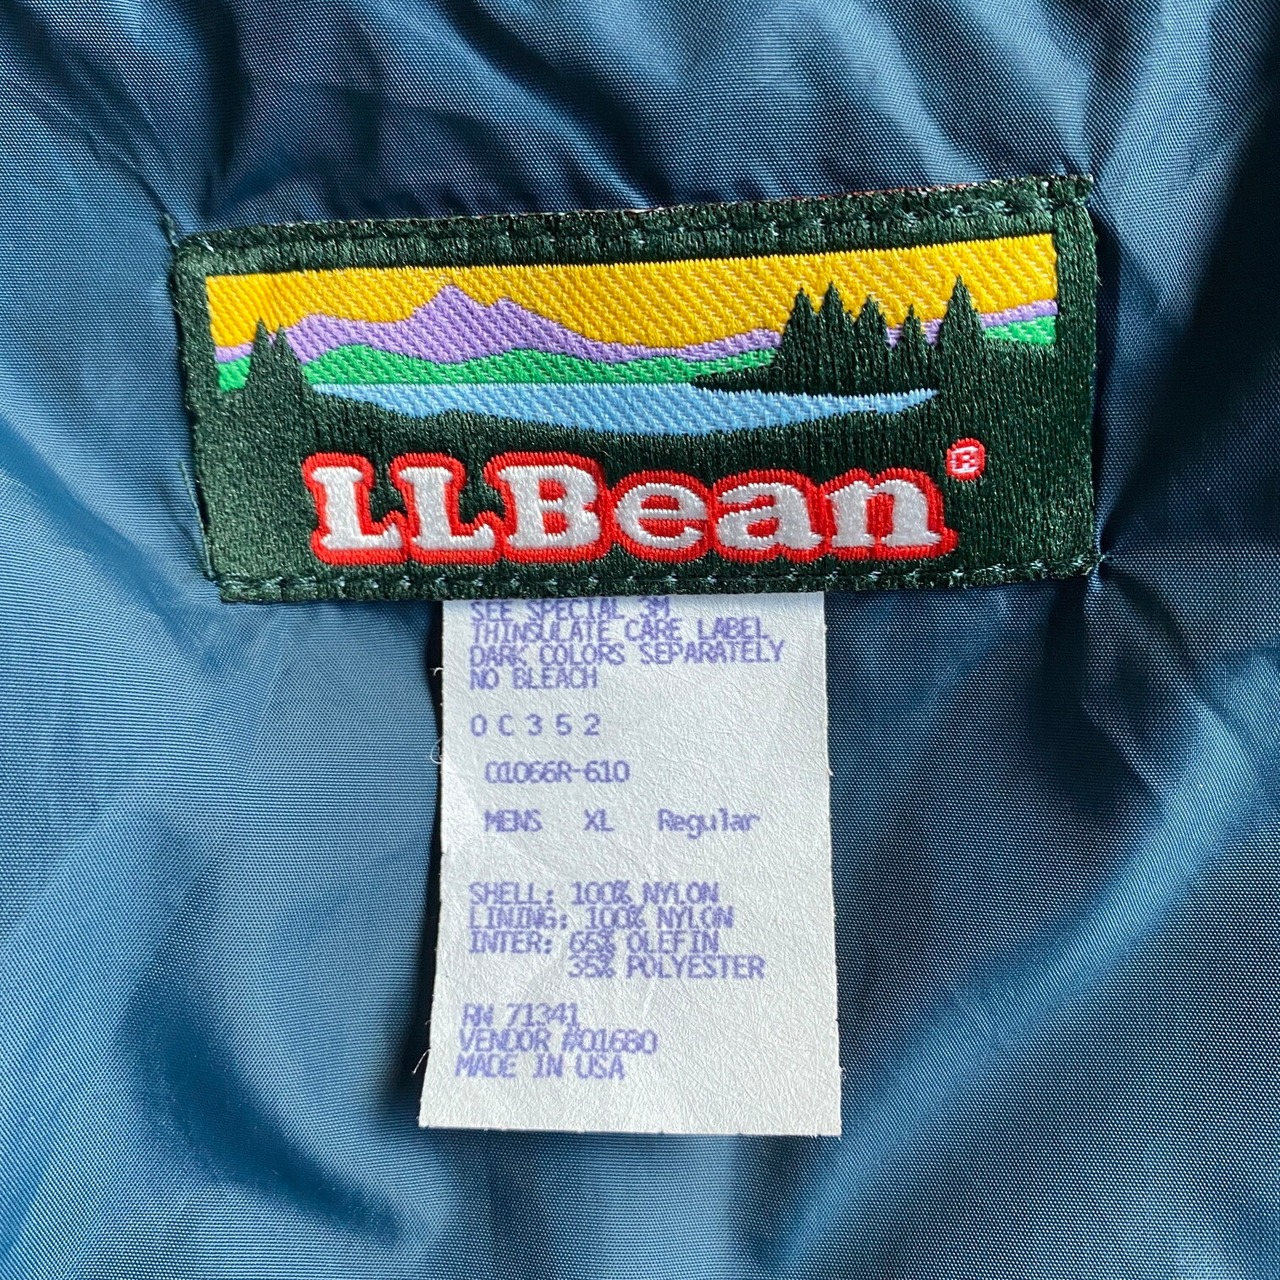 LLBean®
SEE SPECIAL 3M
THINSULATE CARE LABEL
DARK COLORS SEPARATELY
NO BLEACH
0C352
01066R-610
MENS XL Regular
SHELL: 100% NYLON
LINING: 100% NYLON
INTER: 65% OLEFIN
35% POLYESTER
RN 71341
VENDOR #01680
MADE IN USA